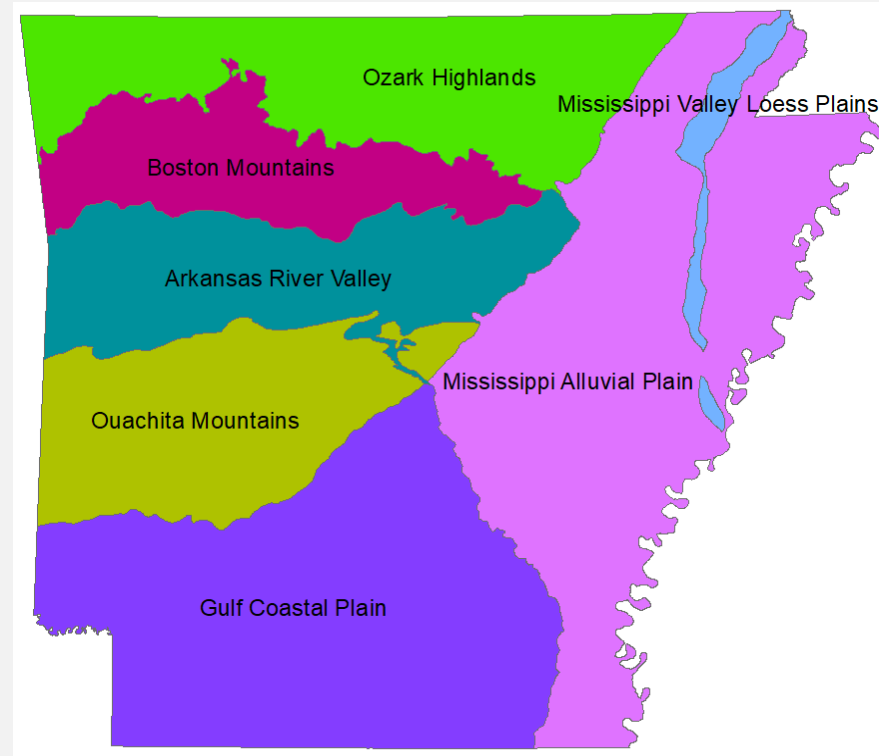 Ozark Highlands
Mississippi Valley Loess Plains
Boston Mountains
Arkansas River Valley
Mississippi Alluvial Plain
Ouachita Mountains
Gulf Coastal Plain